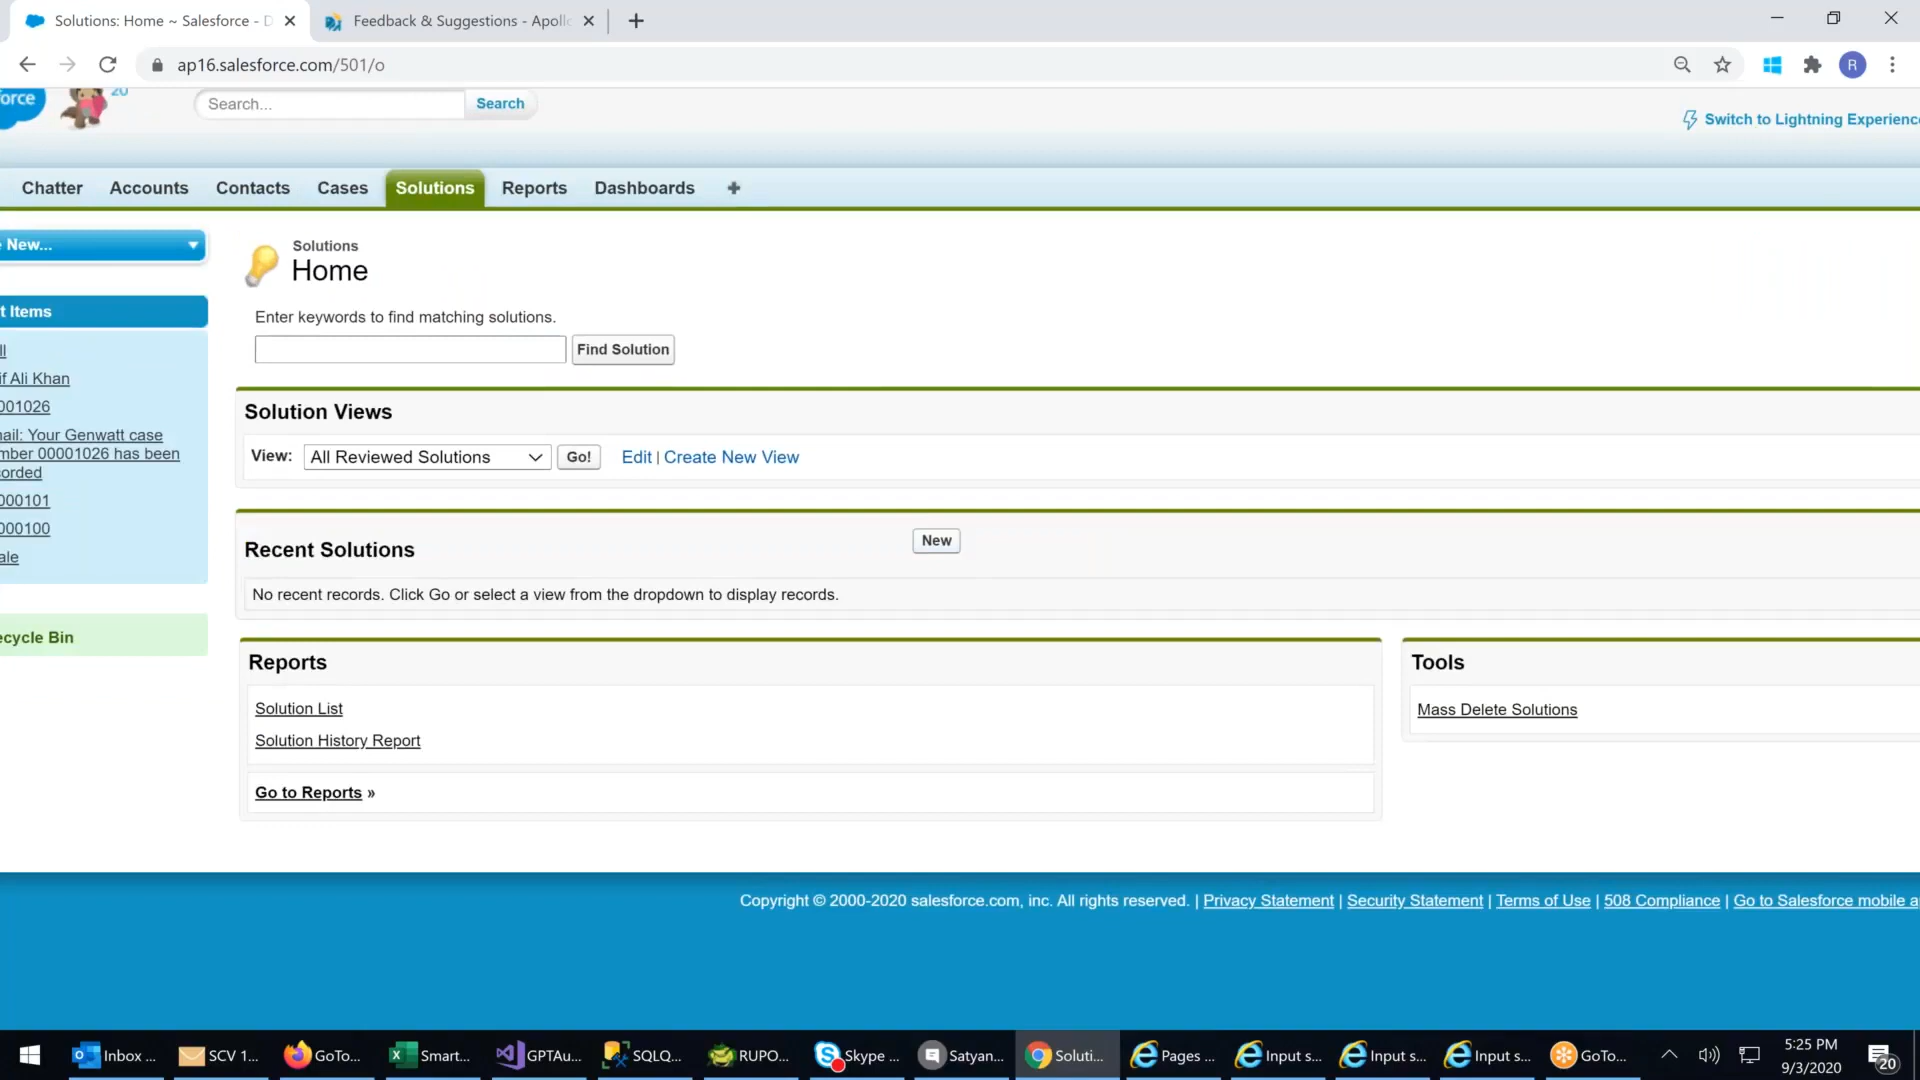 Solutions: Home ~ Salesforce - D
Feedback & Suggestions - Apollo
ap16.salesforce.com/501/o
R
orce
20
Search...
Search
Switch to Lightning Experienc
Chatter
Accounts
Contacts
Cases
Solutions
Reports
Dashboards
New...
t Items
ll
if Ali Khan
001026
ail: Your Genwatt case
mber 00001026 has been
orded
000101
000100
ale
ecycle Bin
Solutions
Home
Enter keywords to find matching solutions.
Find Solution
Solution Views
View:
All Reviewed Solutions
Go!
Edit | Create New View
Recent Solutions
New
No recent records. Click Go or select a view from the dropdown to display records.
Reports
Solution List
Solution History Report
Go to Reports »
Tools
Mass Delete Solutions
Copyright © 2000-2020 salesforce.com, inc. All rights reserved. | Privacy Statement | Security Statement | Terms of Use | 508 Compliance | Go to Salesforce mobile a
Inbox ...
SCV 1...
GoTo...
Smart...
GPTAu...
SQLQ...
RUPO...
Skype ...
Satyan...
Soluti...
Pages ...
Input s...
Input s...
Input s...
GoTo...
5:25 PM
9/3/2020
20